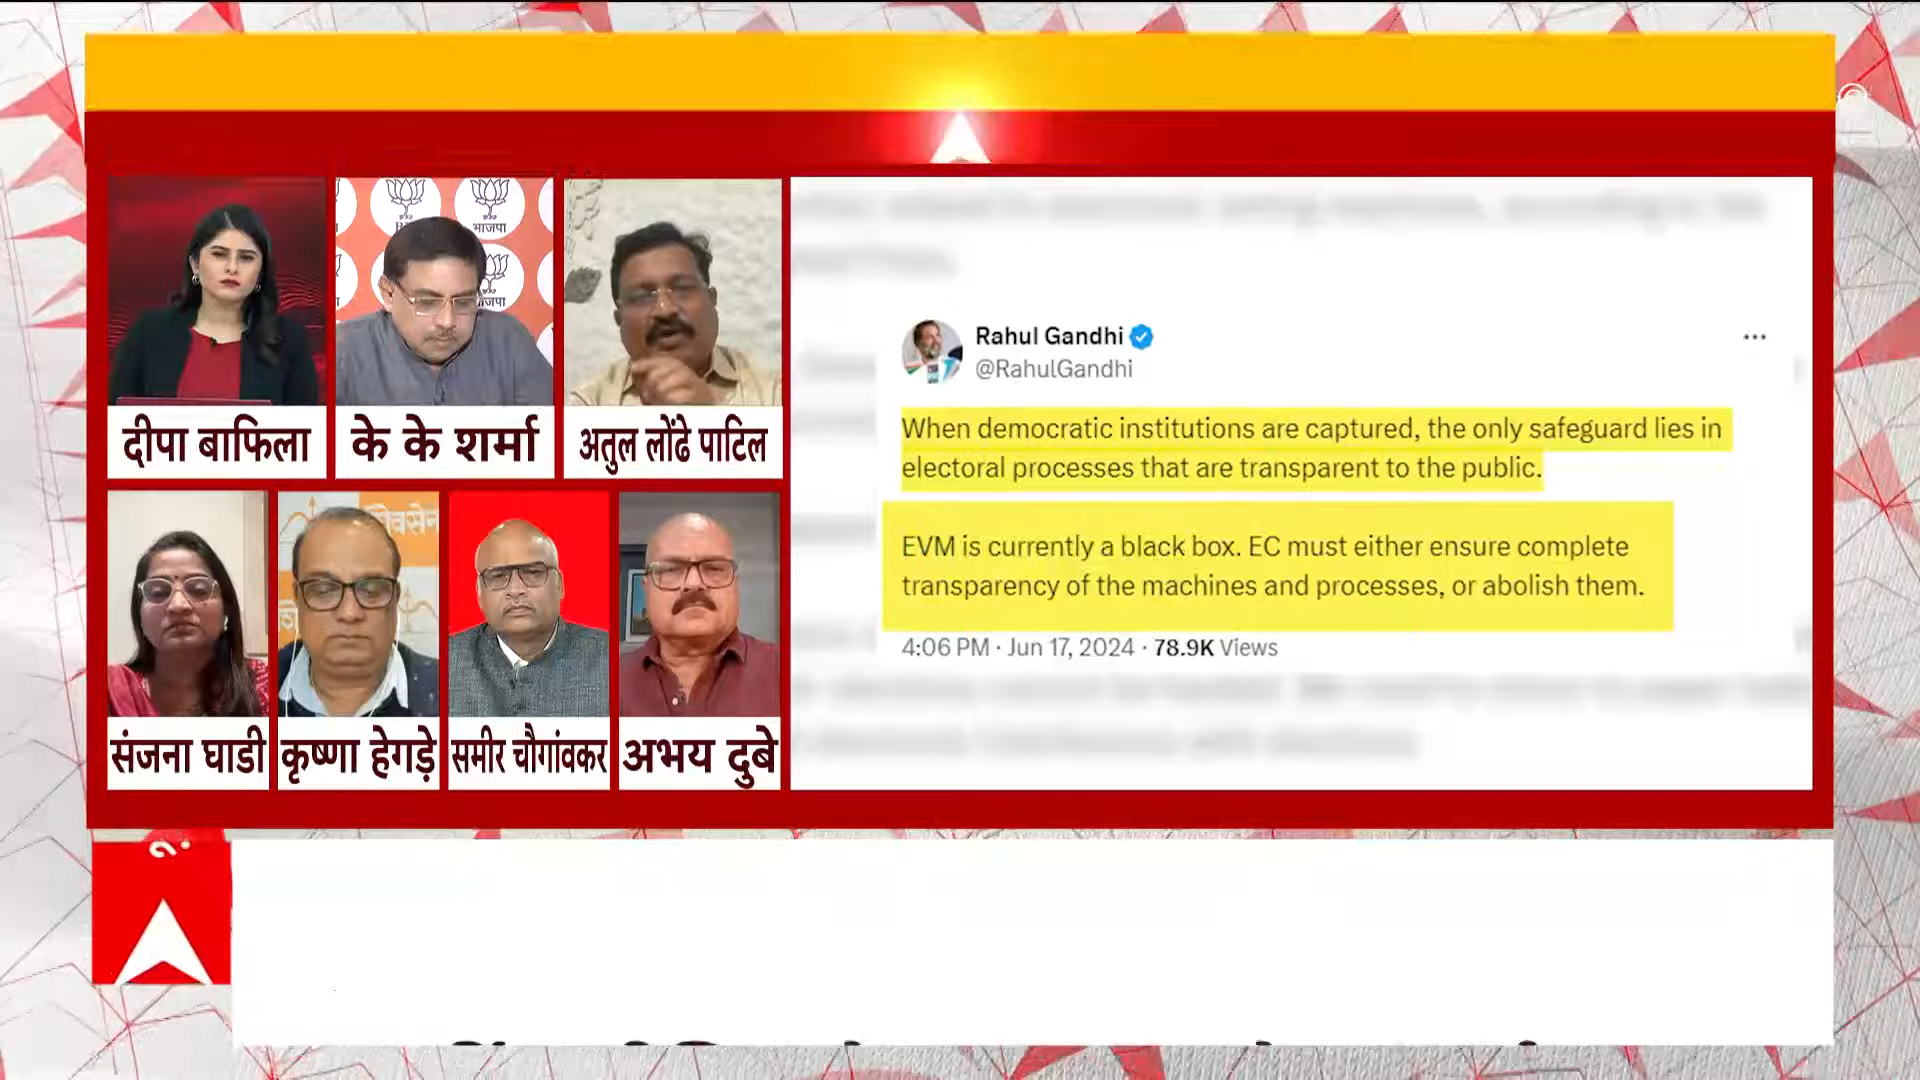 भाजपा
दीपा बाफिला
के के शर्मा
अतुल लोंढे पाटिल
संजना घाडी
कृष्णा हेगड़े
समीर चौगांवकर
अभय दुबे
Rahul Gandhi
@RahulGandhi
When democratic institutions are captured, the only safeguard lies in
electoral processes that are transparent to the public.
EVM is currently a black box. EC must either ensure complete
transparency of the machines and processes, or abolish them.
4:06 PM · Jun 17, 2024 · 78.9K Views